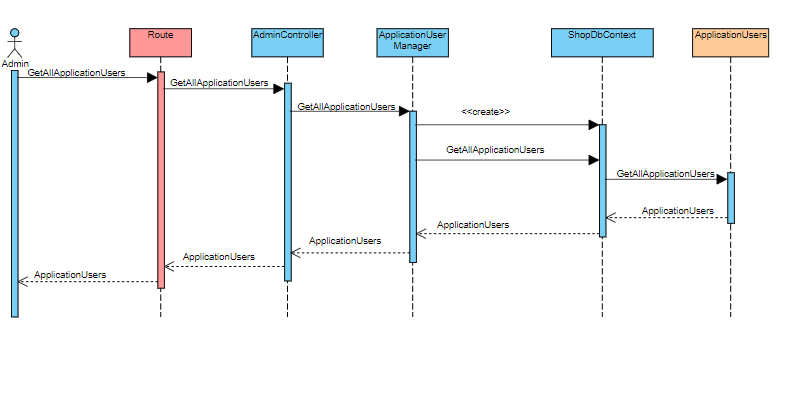 Route
AdminController
ApplicationUser
Manager
ShopDbContext
ApplicationUsers
Admin
GetAllApplicationUsers
GetAllApplicationUsers
GetAllApplicationUsers
<<create>>
GetAllApplicationUsers
GetAllApplicationUsers
ApplicationUsers
ApplicationUsers
ApplicationUsers
ApplicationUsers
ApplicationUsers